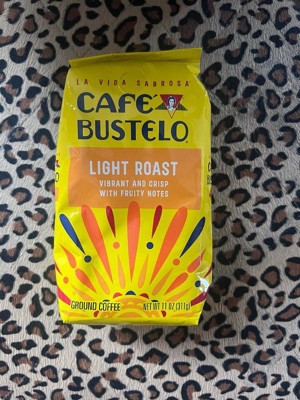 LA VIDA SABROSA
CAFÉ
BUSTELO
LIGHT ROAST
VIBRANT AND CRISP
WITH FRUITY NOTES
GROUND COFFEE NET WT 11 OZ (311g)